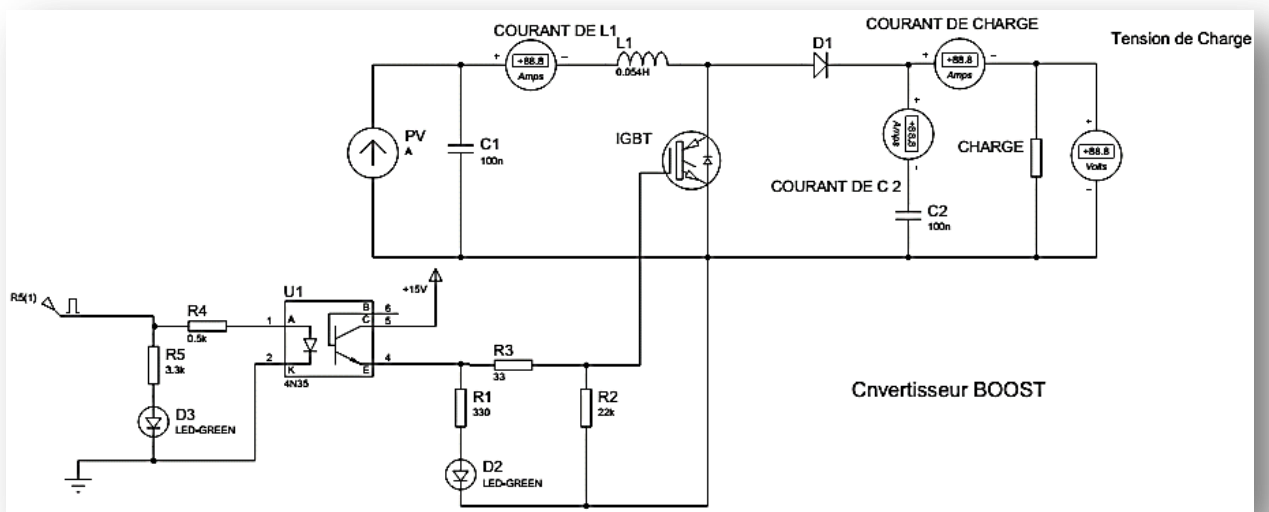 COURANT DE CHARGE
COURANT DE L1
Tension de Charge
L1
D1
+88.8
Amps
0.054H
+88.8
Amps
PV
A
C1
100n
IGBT
+88.8
Amps
CHARGE
+88.8
Volts
COURANT DE C 2
C2
100n
R5(1)
U1
+15V
R4
0.5k
1
A
B
6
C
5
R5
3.3k
2
K
E
4
4N35
R3
33
D3
LED-GREEN
R1
330
R2
22k
Cnvertisseur BOOST
D2
LED-GREEN